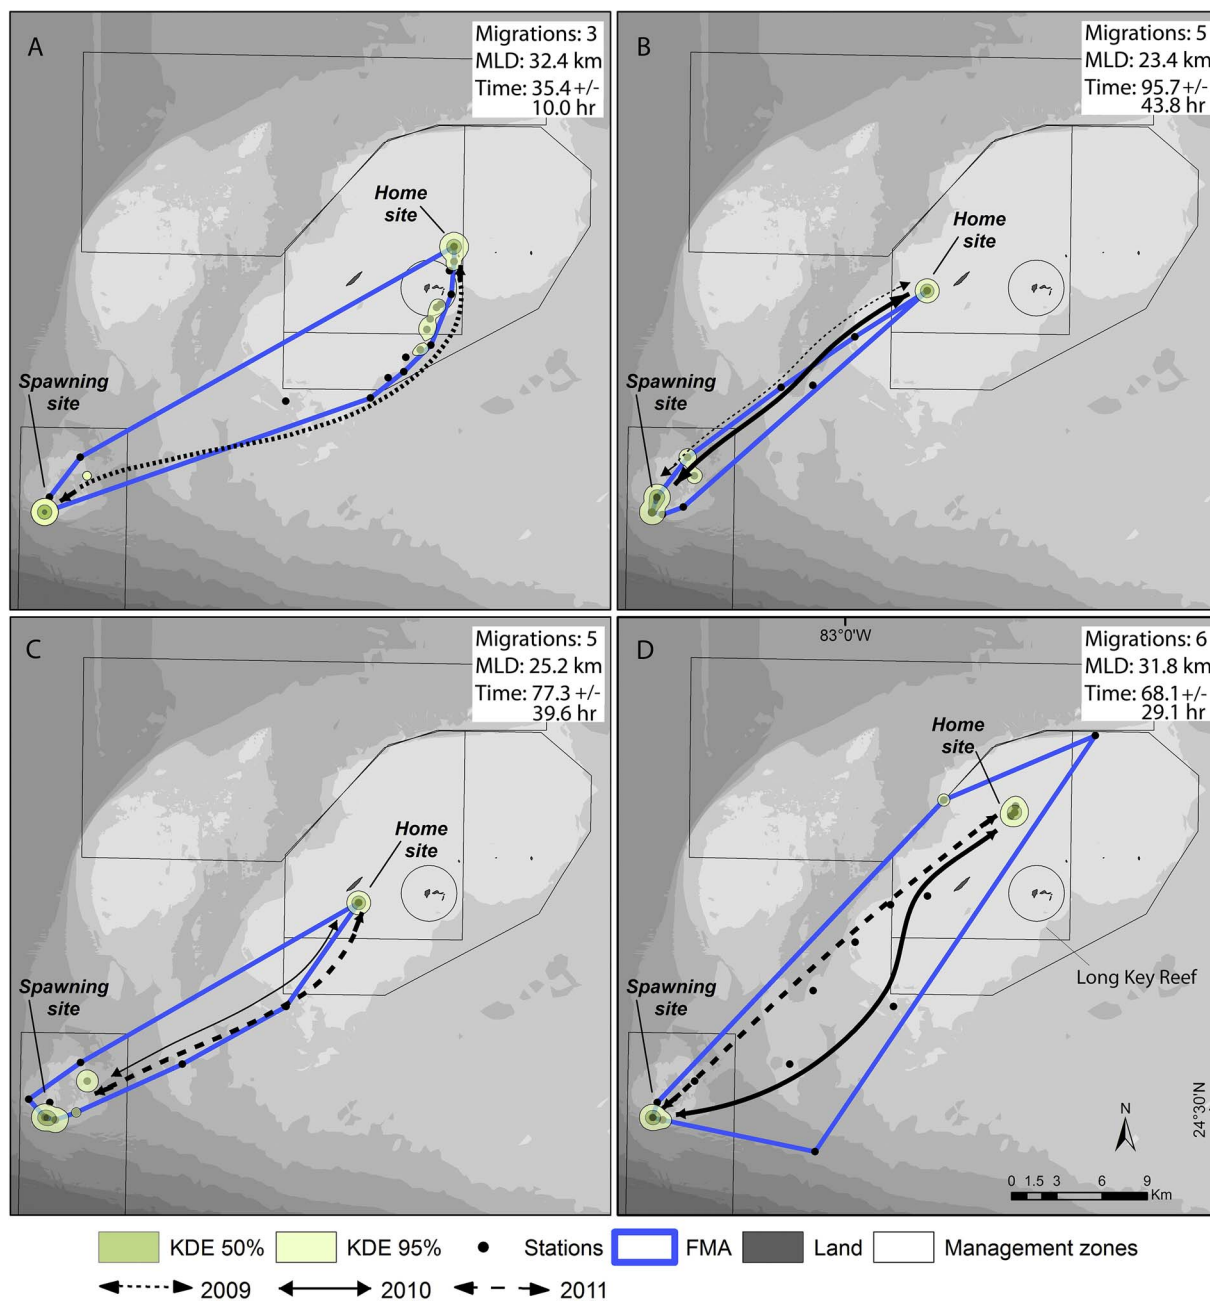 A
Migrations: 3
MLD: 32.4 km
Time: 35.4 +/-
10.0 hr
Home
site
Spawning
site
B
Migrations: 5
MLD: 23.4 km
Time: 95.7 +/-
43.8 hr
Home
site
Spawning
site
C
Migrations: 5
MLD: 25.2 km
Time: 77.3 +/-
39.6 hr
Home
site
Spawning
site
83°0'W
D
Migrations: 6
MLD: 31.8 km
Time: 68.1 +/-
29.1 hr
Home
site
Long Key Reef
Spawning
site
24°30'N
N
0 1.5 3 6 9
Km
KDE 50% KDE 95% Stations FMA Land Management zones
2009 2010 2011